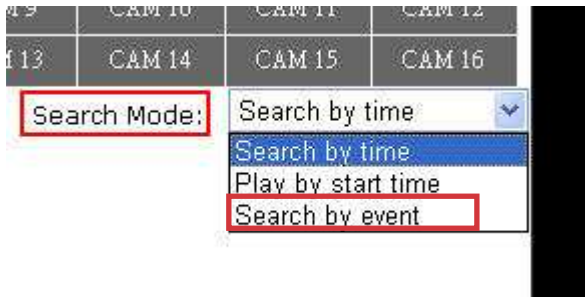 CAM 10 CAM 11 CAM 12
13 CAM 14 CAM 15 CAM 16
Search Mode: Search by time
Search by time
Play by start time
Search by event